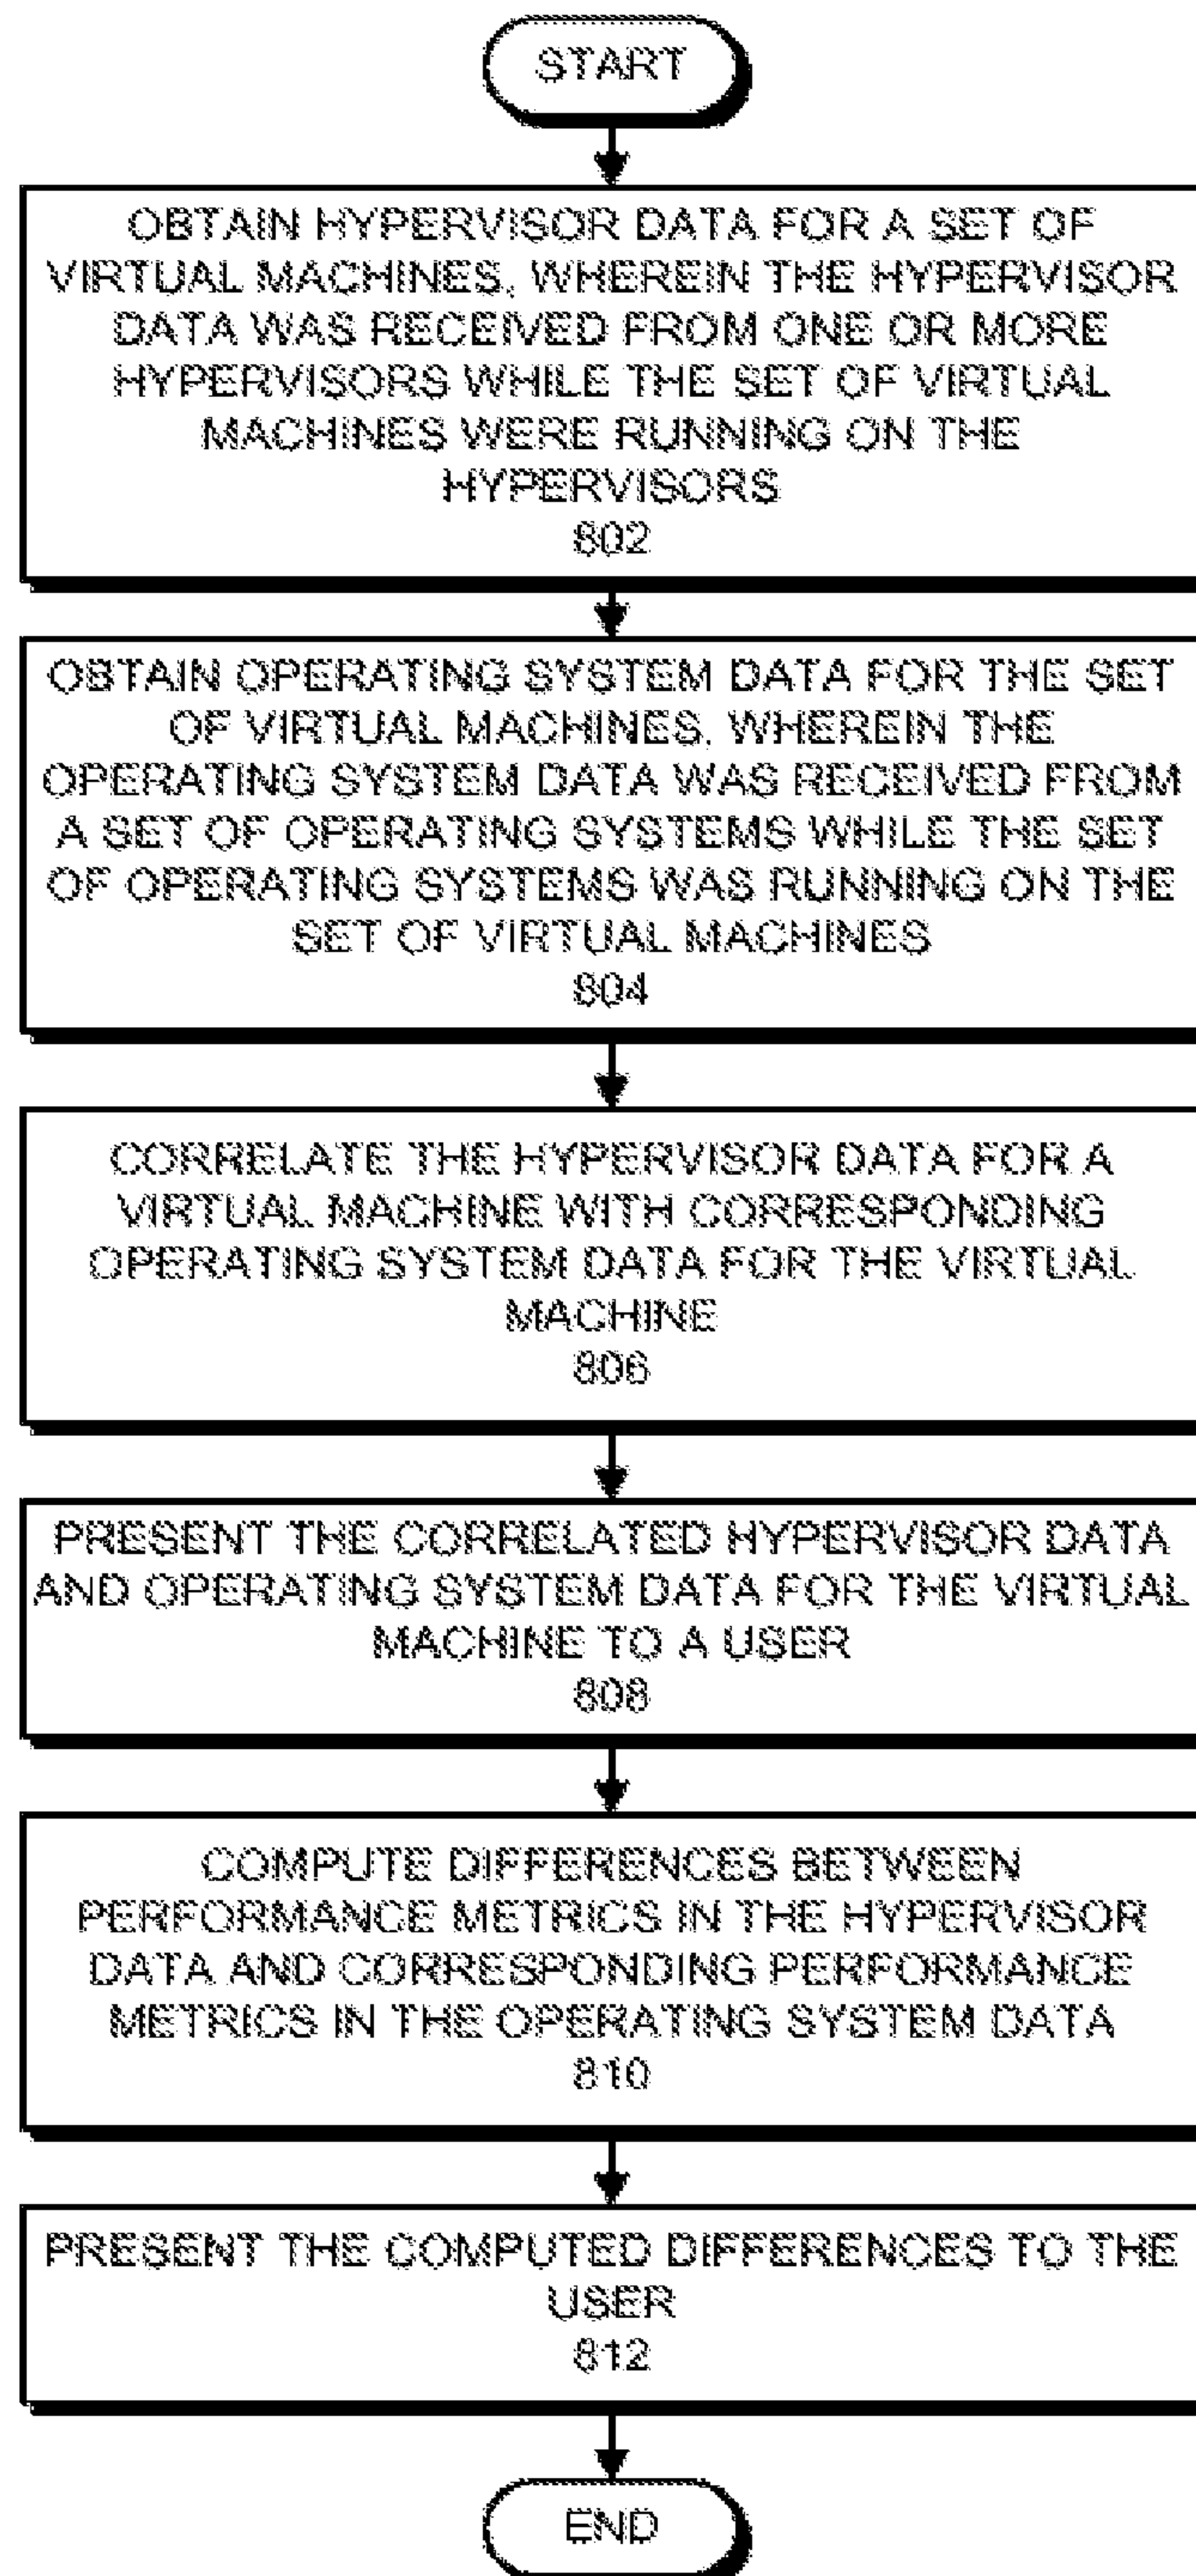 START
OBTAIN HYPERVISOR DATA FOR A SET OF
VIRTUAL MACHINES, WHEREIN THE HYPERVISOR
DATA WAS RECEIVED FROM ONE OR MORE
HYPERVISORS WHILE THE SET OF VIRTUAL
MACHINES WERE RUNNING ON THE
HYPERVISORS
802
OBTAIN OPERATING SYSTEM DATA FOR THE SET
OF VIRTUAL MACHINES, WHEREIN THE
OPERATING SYSTEM DATA WAS RECEIVED FROM
A SET OF OPERATING SYSTEMS WHILE THE SET
OF OPERATING SYSTEMS WAS RUNNING ON THE
SET OF VIRTUAL MACHINES
804
CORRELATE THE HYPERVISOR DATA FOR A
VIRTUAL MACHINE WITH CORRESPONDING
OPERATING SYSTEM DATA FOR THE VIRTUAL
MACHINE
806
PRESENT THE CORRELATED HYPERVISOR DATA
AND OPERATING SYSTEM DATA FOR THE VIRTUAL
MACHINE TO A USER
808
COMPUTE DIFFERENCES BETWEEN
PERFORMANCE METRICS IN THE HYPERVISOR
DATA AND CORRESPONDING PERFORMANCE
METRICS IN THE OPERATING SYSTEM DATA
810
PRESENT THE COMPUTED DIFFERENCES TO THE
USER
812
END